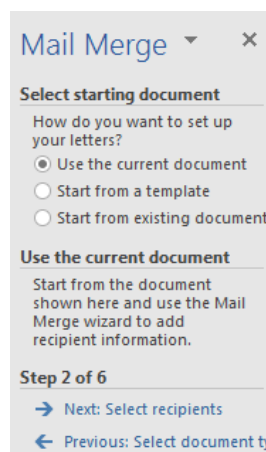 Mail Merge
Select starting document
How do you want to set up
your letters?
Use the current document
Start from a template
Start from existing document
Use the current document
Start from the document
shown here and use the Mail
Merge wizard to add
recipient information.
Step 2 of 6
Next: Select recipients
Previous: Select document ty